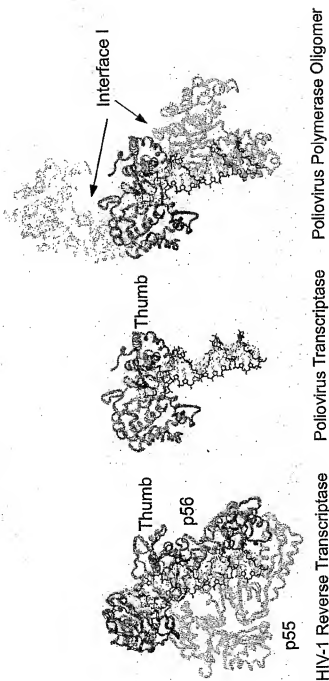 Interface I
Thumb
Thumb
p56
p55
HIV-1 Reverse Transcriptase
Poliovirus Transcriptase
Poliovirus Polymerase Oligomer